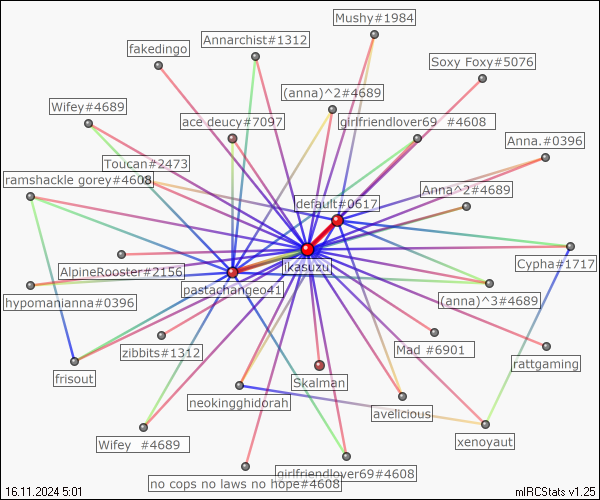 Mushy#1984
Annarchist#1312
fakedingo
Soxy Foxy#5076
(anna)^2#4689
Wifey#4689
ace deucy#7097
girlfriendlover69  #4608
Anna.#0396
Toucan#2473
ramshackle gorey#4608
Anna^2#4689
default#0617
Cypha#1717
ikasuzu
AlpineRooster#2156
pastachangeo41
hypomanianna#0396
(anna)^3#4689
zibbits#1312
Mad #6901
rattgaming
frisout
Skalman
neokingghidorah
avelicious
Wifey  #4689
xenoyaut
girlfriendlover69#4608
no cops no laws no hope#4608
16.11.2024 5:01
mIRCStats v1.25